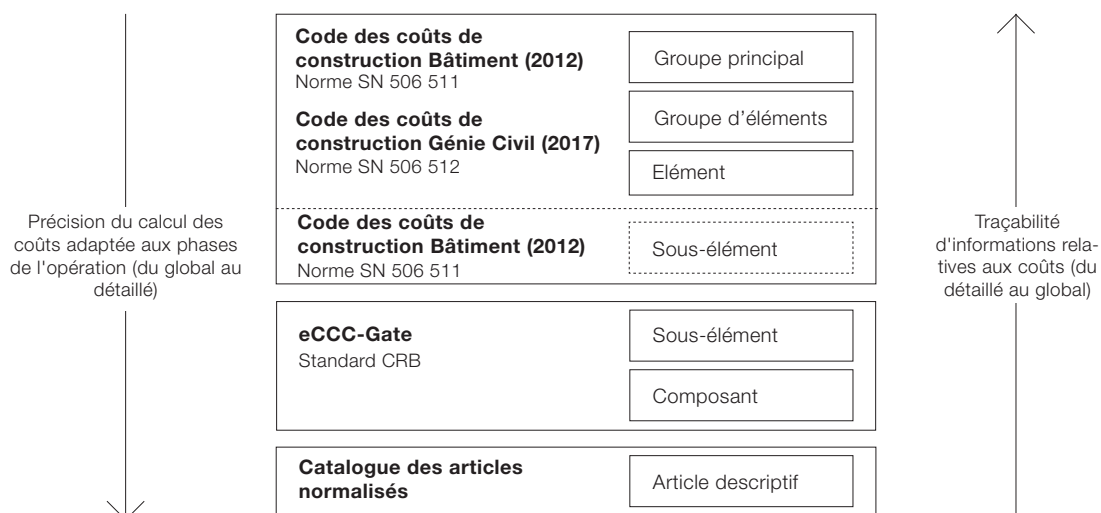 Code des coûts de
construction Bâtiment (2012)
Norme SN 506 511
Groupe principal
Code des coûts de
construction Génie Civil (2017)
Norme SN 506 512
Groupe d'éléments
Elément
Précision du calcul des
coûts adaptée aux phases
de l'opération (du global au
détaillé)
Code des coûts de
construction Bâtiment (2012)
Norme SN 506 511
Sous-élément
Traçabilité
d'informations rela-
tives aux coûts (du
détaillé au global)
eCCC-Gate
Standard CRB
Sous-élément
Composant
Catalogue des articles
normalisés
Article descriptif